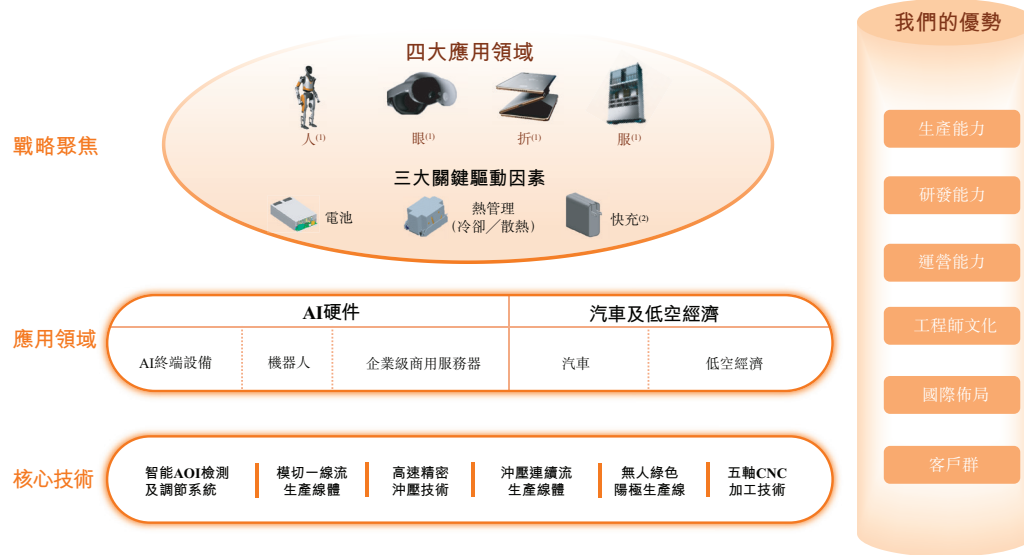 四大應用領域
人(1)
眼(1)
折(1)
服(1)
三大關鍵驅動因素
電池
熱管理
(冷卻／散熱)
快充(2)
戰略聚焦
應用領域
AI硬件
汽車及低空經濟
AI終端設備
機器人
企業級商用服務器
汽車
低空經濟
核心技術
智能AOI檢測
及調節系統
模切一線流
生產線體
高速精密
沖壓技術
沖壓連續流
生產線體
無人綠色
陽極生產線
五軸CNC
加工技術
我們的優勢
生產能力
研發能力
運營能力
工程師文化
國際佈局
客戶群